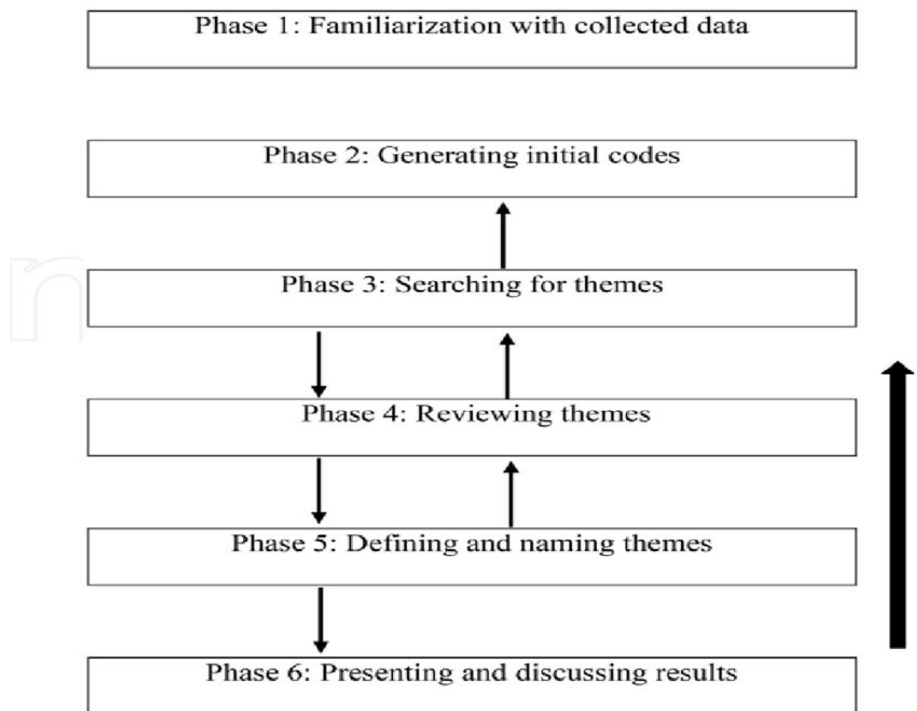 Phase 1: Familiarization with collected data
Phase 2: Generating initial codes
Phase 3: Searching for themes
Phase 4: Reviewing themes
Phase 5: Defining and naming themes
Phase 6: Presenting and discussing results